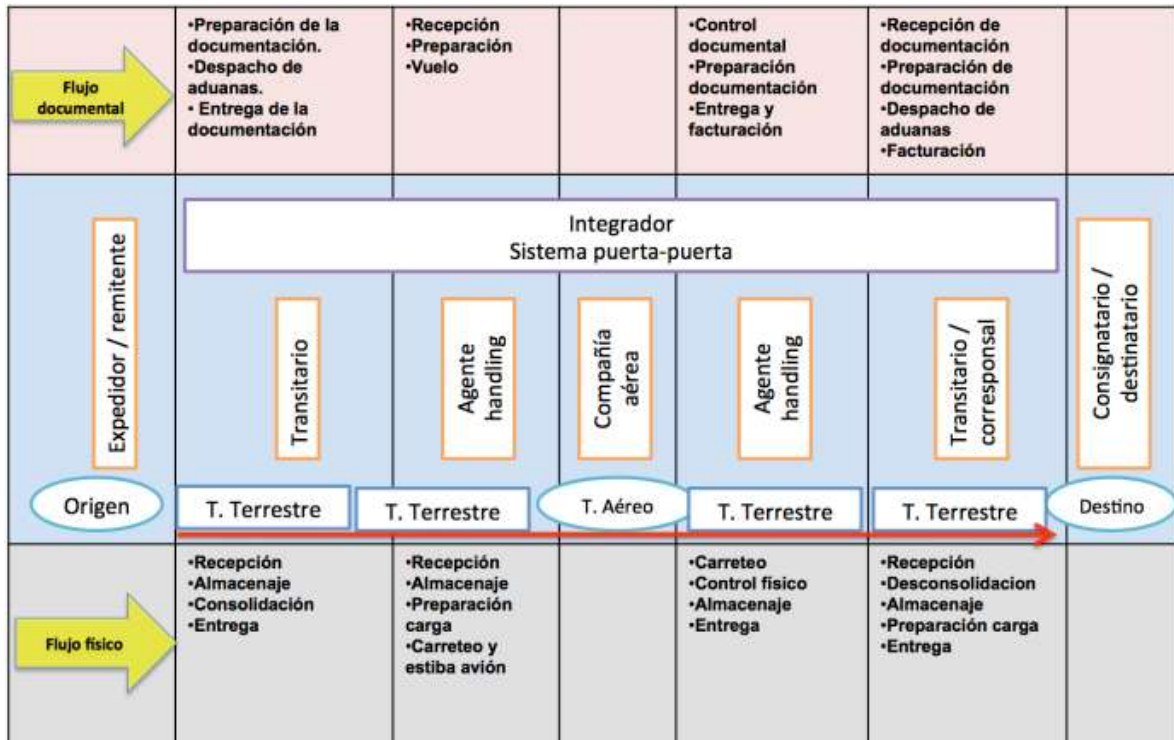 Flujo
documental
•Preparación de la
documentación.
•Despacho de
aduanas.
• Entrega de la
documentación
•Recepción
•Preparación
•Vuelo
•Control
documental
•Preparación
documentación
•Entrega y
facturación
•Recepción de
documentación
•Preparación de
documentación
•Despacho de
aduanas
•Facturación
Integrador
Sistema puerta-puerta
Expedidor / remitente
Transitario
Agente
handling
Compañía
aérea
Agente
handling
Transitario /
corresponsal
Consignatario /
destinatario
Origen
T. Terrestre
T. Terrestre
T. Aéreo
T. Terrestre
T. Terrestre
Destino
Flujo físico
•Recepción
•Almacenaje
•Consolidación
•Entrega
•Recepción
•Almacenaje
•Preparación
carga
•Carreteo y
estiba avión
•Carreteo
•Control físico
•Almacenaje
•Entrega
•Recepción
•Desconsolidacion
•Almacenaje
•Preparación carga
•Entrega